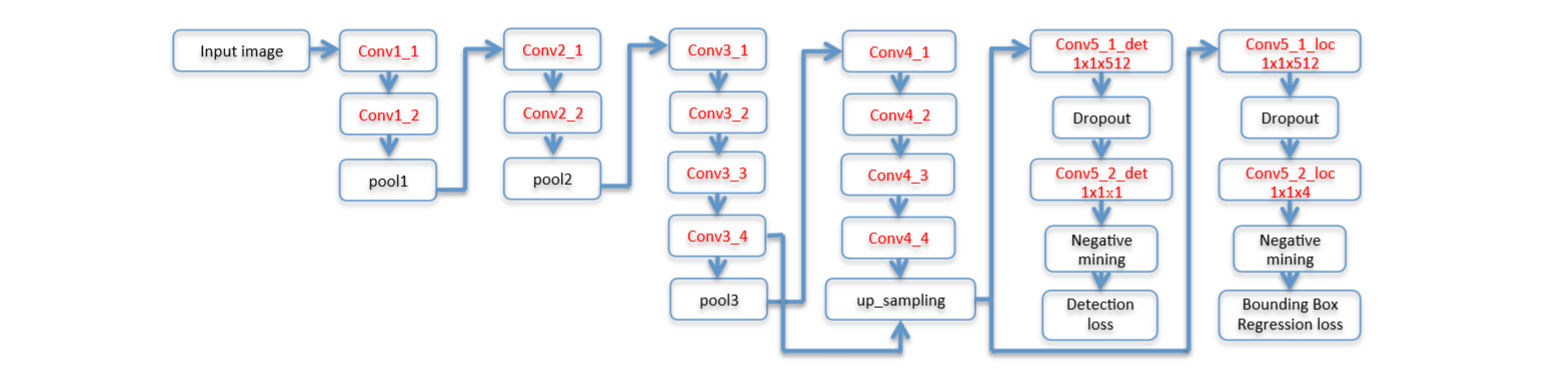 Input image
Conv1_1
Conv1_2
pool1
Conv2_1
Conv2_2
pool2
Conv3_1
Conv3_2
Conv3_3
Conv3_4
pool3
Conv4_1
Conv4_2
Conv4_3
Conv4_4
up_sampling
Conv5_1_det
1x1x512
Dropout
Conv5_2_det
1x1x1
Negative
mining
Detection
loss
Conv5_1_loc
1x1x512
Dropout
Conv5_2_loc
1x1x4
Negative
mining
Bounding Box
Regression loss